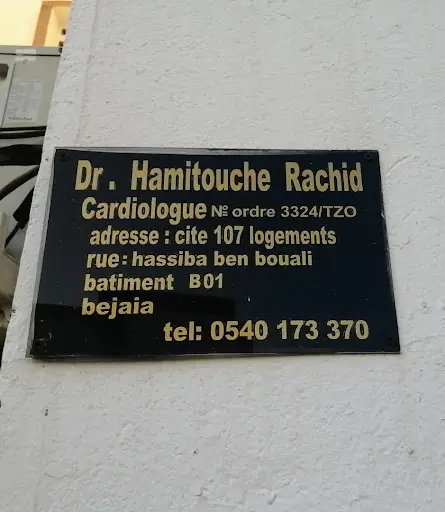 Dr. Hamitouche Rachid
Cardiologue № ordre 3324/TZO
adresse : cite 107 logements
rue: hassiba ben bouali
batiment B01
bejaia
tel: 0540 173 370